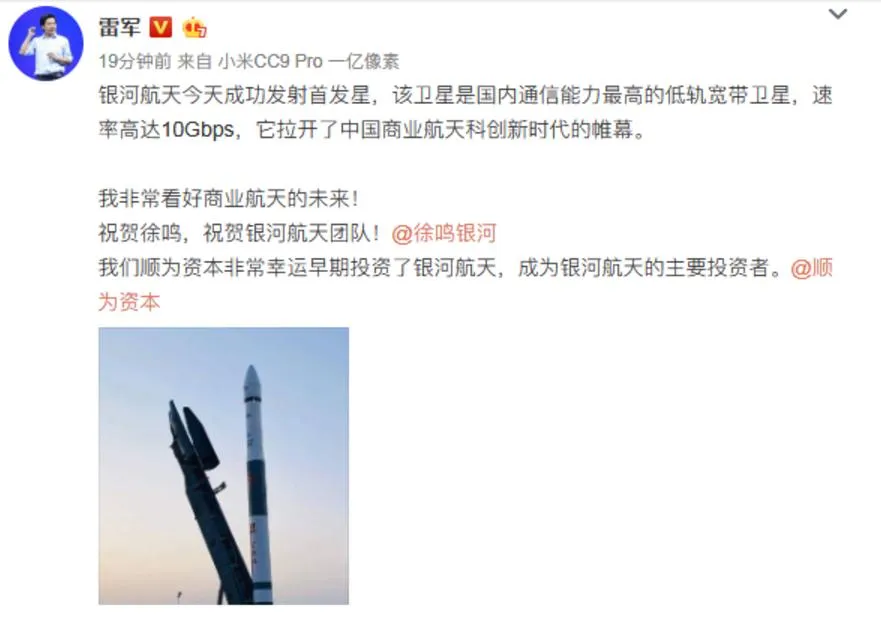 雷军
19分钟前 来自 小米CC9 Pro 一亿像素
银河航天今天成功发射首发星，该卫星是国内通信能力最高的低轨宽带卫星，速
率高达10Gbps，它拉开了中国商业航天科创新时代的帷幕。
我非常看好商业航天的未来！
祝贺徐鸣，祝贺银河航天团队！@徐鸣银河
我们顺为资本非常幸运早期投资了银河航天，成为银河航天的主要投资者。@顺
为资本